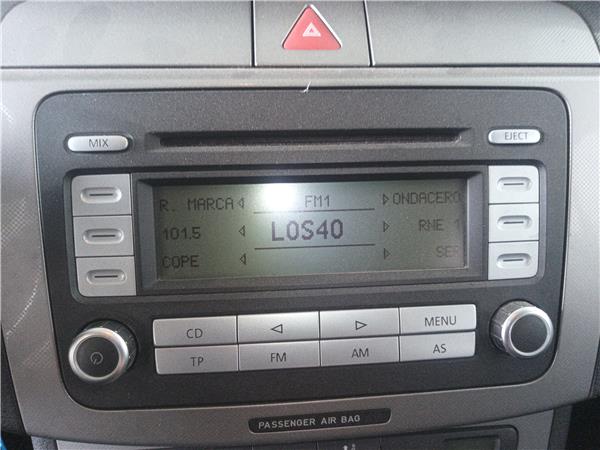 MIX
EJECT
R. MARCA FM1 ONDACERO
101.5 LOS40 RNE 1
COPE SER
CD MENU
TP FM AM AS
PASSENGER AIR BAG